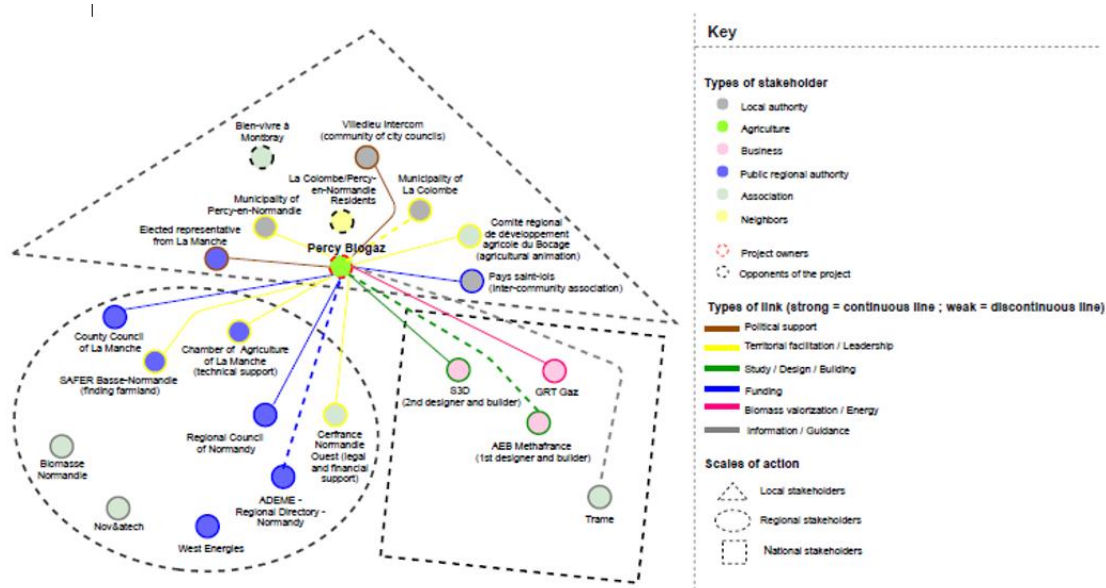 Bien-vivre à
Montbray
Villedieu Intercom
(community of city councils)
La Colombe/Percy-
en-Normandie
Residents
Municipality of
La Colombe
Municipality of
Percy-en-Normandie
Elected representative
from La Manche
Percy Biogaz
Comité régional
de développement
agricole du Bocage
(agricultural animation)
Pays saint-lois
(Inter-community association)
County Council
of La Manche
SAFER Basse-Normandie
(finding farmland)
Chamber of Agriculture
of La Manche
(technical support)
Regional Council
of Normandy
Cerfrance
Normandie
Ouest (legal
and financial
support)
Biomasse
Normandie
Nov&atech
West Energies
ADEME -
Regional Directory -
Normandy
S3D
(2nd designer and builder)
GRT Gaz
AEB Methafrance
(1st designer and builder)
Trame
Key
Types of stakeholder
Local authority
Agriculture
Business
Public regional authority
Association
Neighbors
Project owners
Opponents of the project
Types of link (strong = continuous line ; weak = discontinuous line)
Political support
Territorial facilitation / Leadership
Study / Design / Building
Funding
Biomass valorization / Energy
Information / Guidance
Scales of action
Local stakeholders
Regional stakeholders
National stakeholders